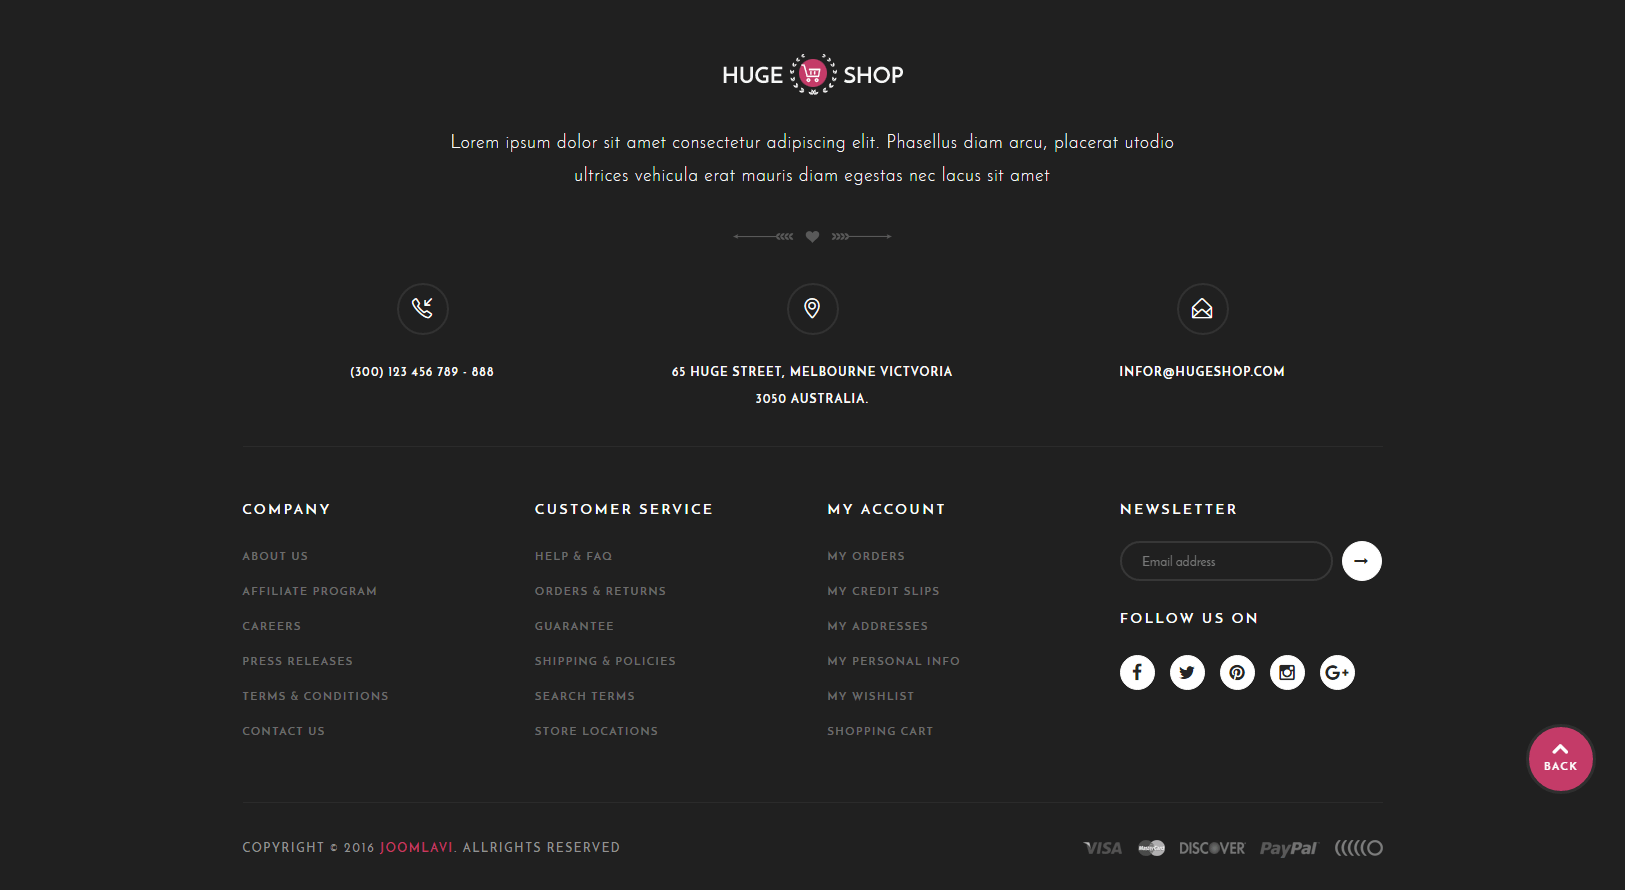 HUGE SHOP
Lorem ipsum dolor sit amet consectetur adipiscing elit. Phasellus diam arcu, placerat utodio
ultrices vehicula erat mauris diam egestas nec lacus sit amet
(300) 123 456 789 - 888
65 HUGE STREET, MELBOURNE VICTVORIA
3050 AUSTRALIA.
INFOR@HUGESHOP.COM
COMPANY
ABOUT US
AFFILIATE PROGRAM
CAREERS
PRESS RELEASES
TERMS & CONDITIONS
CONTACT US
CUSTOMER SERVICE
HELP & FAQ
ORDERS & RETURNS
GUARANTEE
SHIPPING & POLICIES
SEARCH TERMS
STORE LOCATIONS
MY ACCOUNT
MY ORDERS
MY CREDIT SLIPS
MY ADDRESSES
MY PERSONAL INFO
MY WISHLIST
SHOPPING CART
NEWSLETTER
Email address
FOLLOW US ON
BACK
COPYRIGHT © 2016 JOOMLAVI. ALLRIGHTS RESERVED
VISA MasterCard DISCOVER PayPal